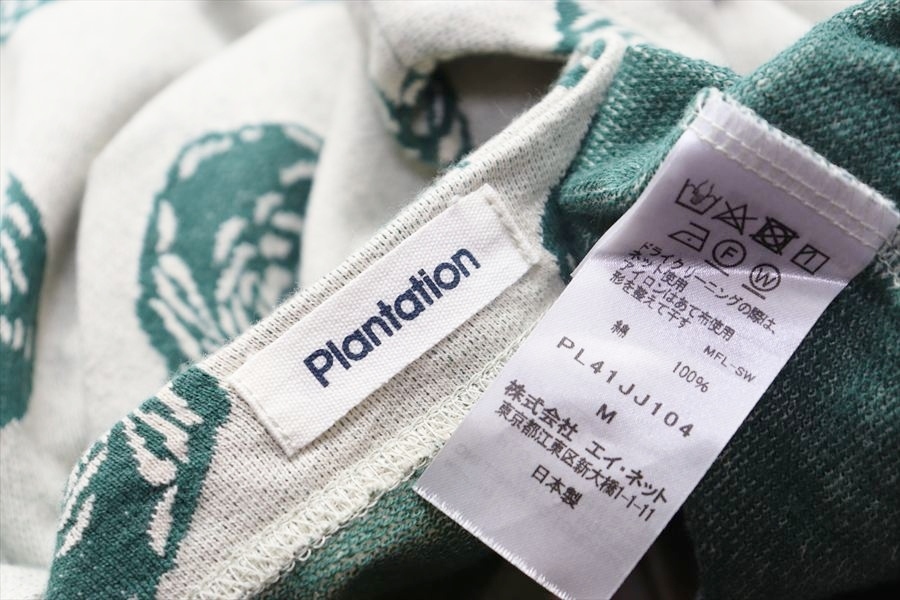 Plantation
F W
ドライクリーニングの際は、
ネット使用
アイロンはあて布使用
形を整えて干す
MFL-SW
綿 100%
PL41JJ104
M
株式会社 エイ・ネット
東京都江東区新大橋1-1-11
日本製